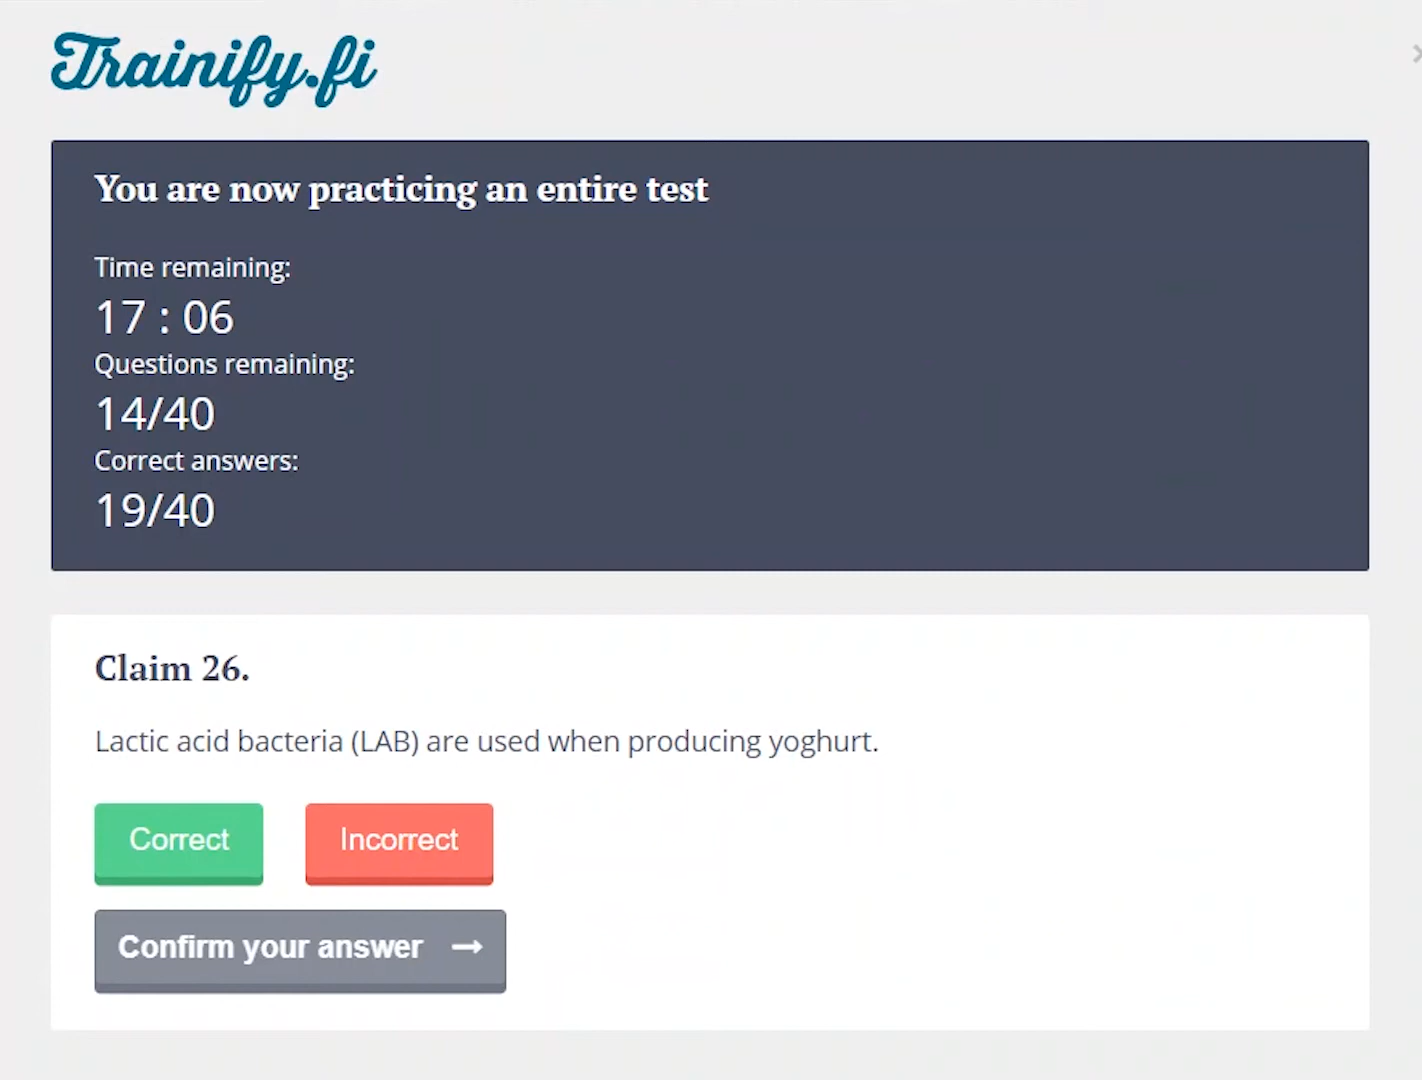 Trainify.fi
You are now practicing an entire test
Time remaining:
17 : 06
Questions remaining:
14/40
Correct answers:
19/40
Claim 26.
Lactic acid bacteria (LAB) are used when producing yoghurt.
Correct Incorrect
Confirm your answer →